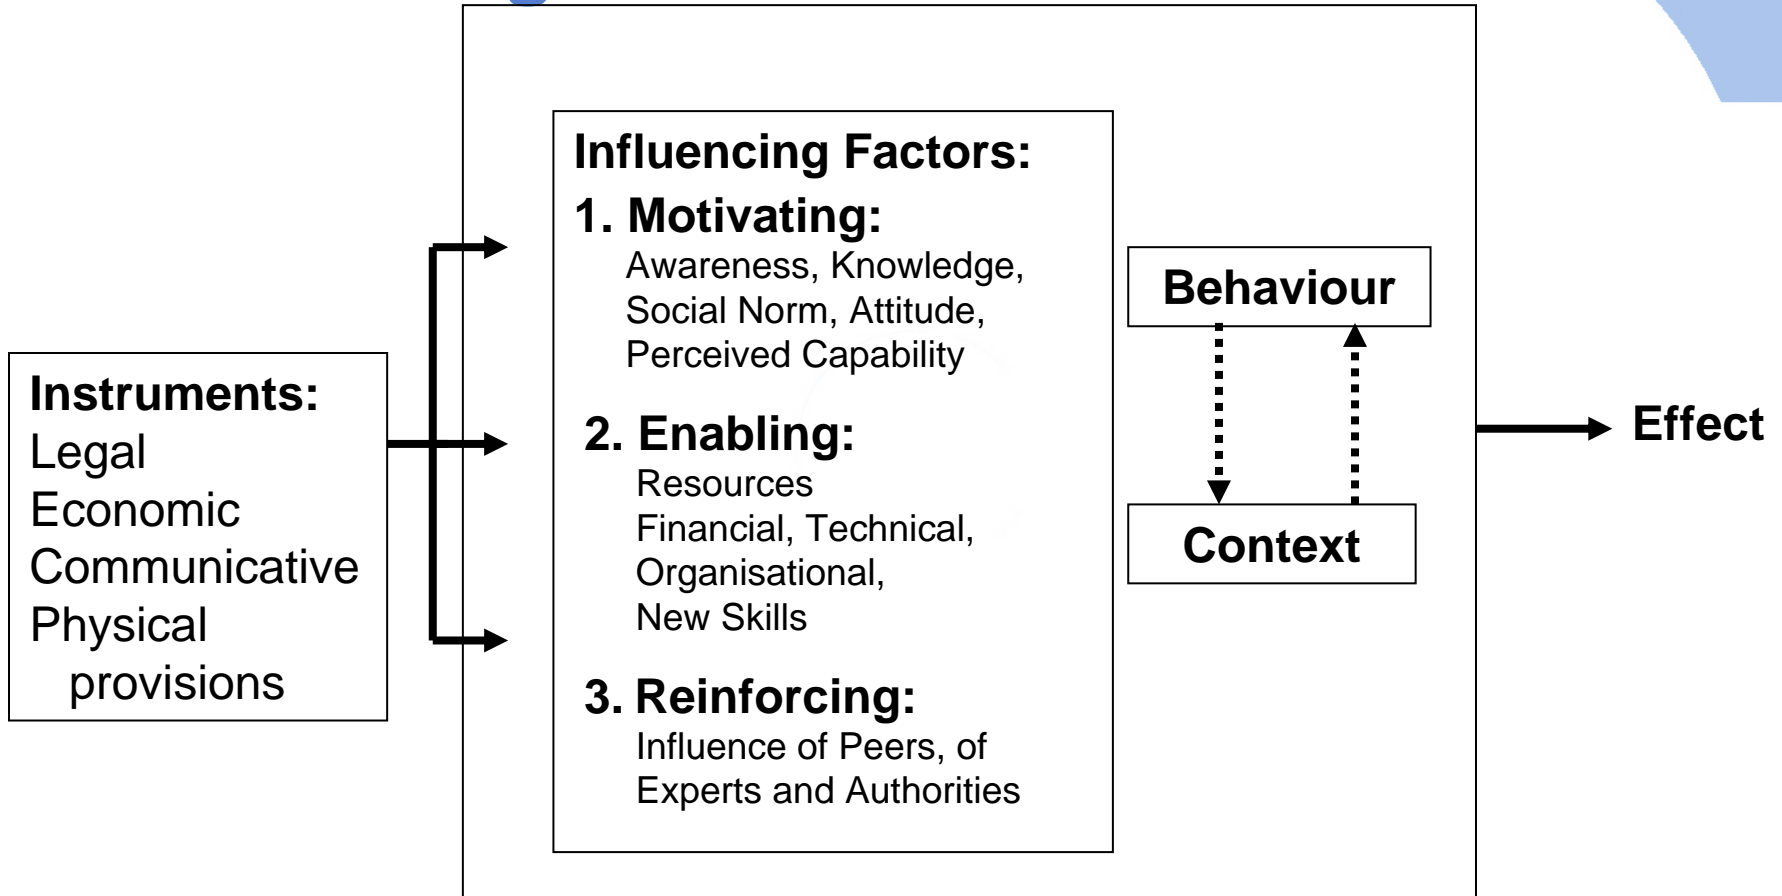 Instruments:
Legal
Economic
Communicative
Physical
provisions
Influencing Factors:
1. Motivating:
Awareness, Knowledge,
Social Norm, Attitude,
Perceived Capability
2. Enabling:
Resources
Financial, Technical,
Organisational,
New Skills
3. Reinforcing:
Influence of Peers, of
Experts and Authorities
Behaviour
Context
Effect